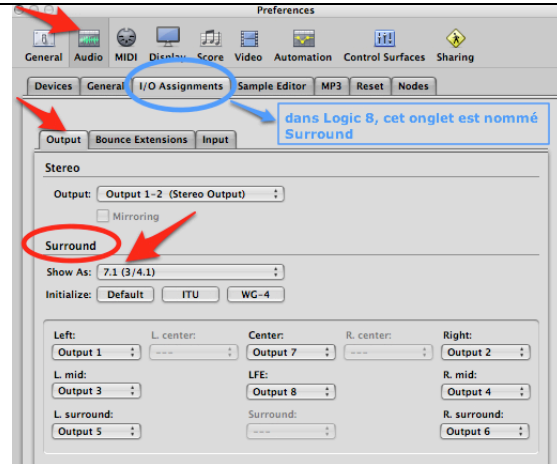 Preferences
General Audio MIDI Display Score Video Automation Control Surfaces Sharing
Devices General I/O Assignments Sample Editor MP3 Reset Nodes
dans Logic 8, cet onglet est nommé
Surround
Output Bounce Extensions Input
Stereo
Output: Output 1-2 (Stereo Output)
Mirroring
Surround
Show As: 7.1 (3/4.1)
Initialize: Default ITU WG-4
Left: L. center: Center: R. center: Right:
Output 1 --- Output 7 --- Output 2
L. mid: LFE: R. mid:
Output 3 Output 8 Output 4
L. surround: Surround: R. surround:
Output 5 --- Output 6